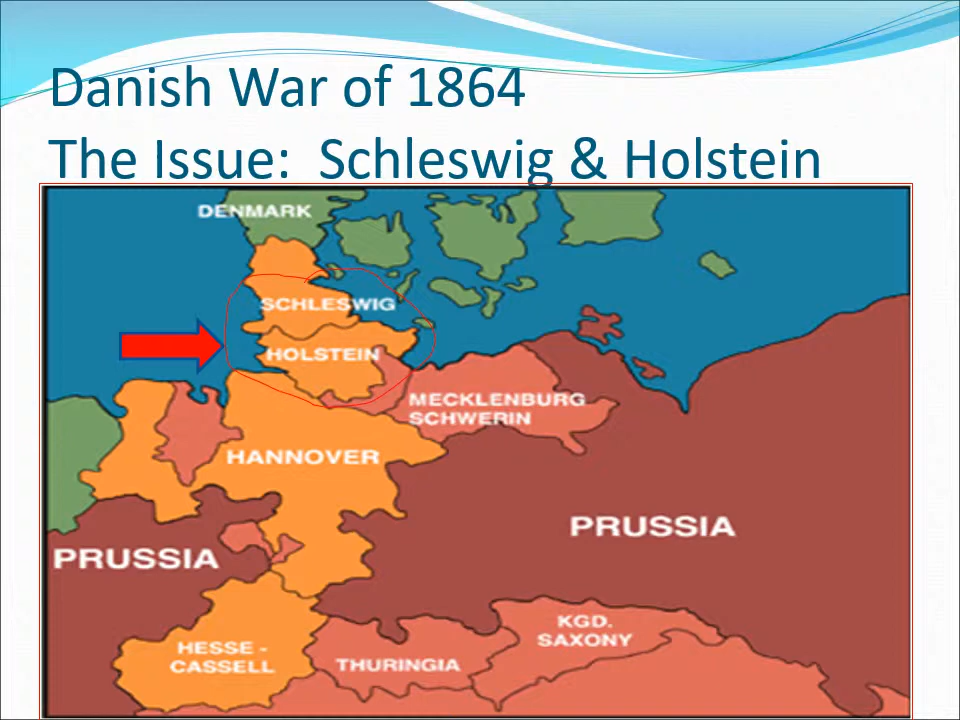 Danish War of 1864
The Issue: Schleswig & Holstein
DENMARK
SCHLESWIG
HOLSTEIN
MECKLENBURG
SCHWERIN
HANNOVER
PRUSSIA
PRUSSIA
KGD.
SAXONY
HESSE -
CASSELL
THURINGIA